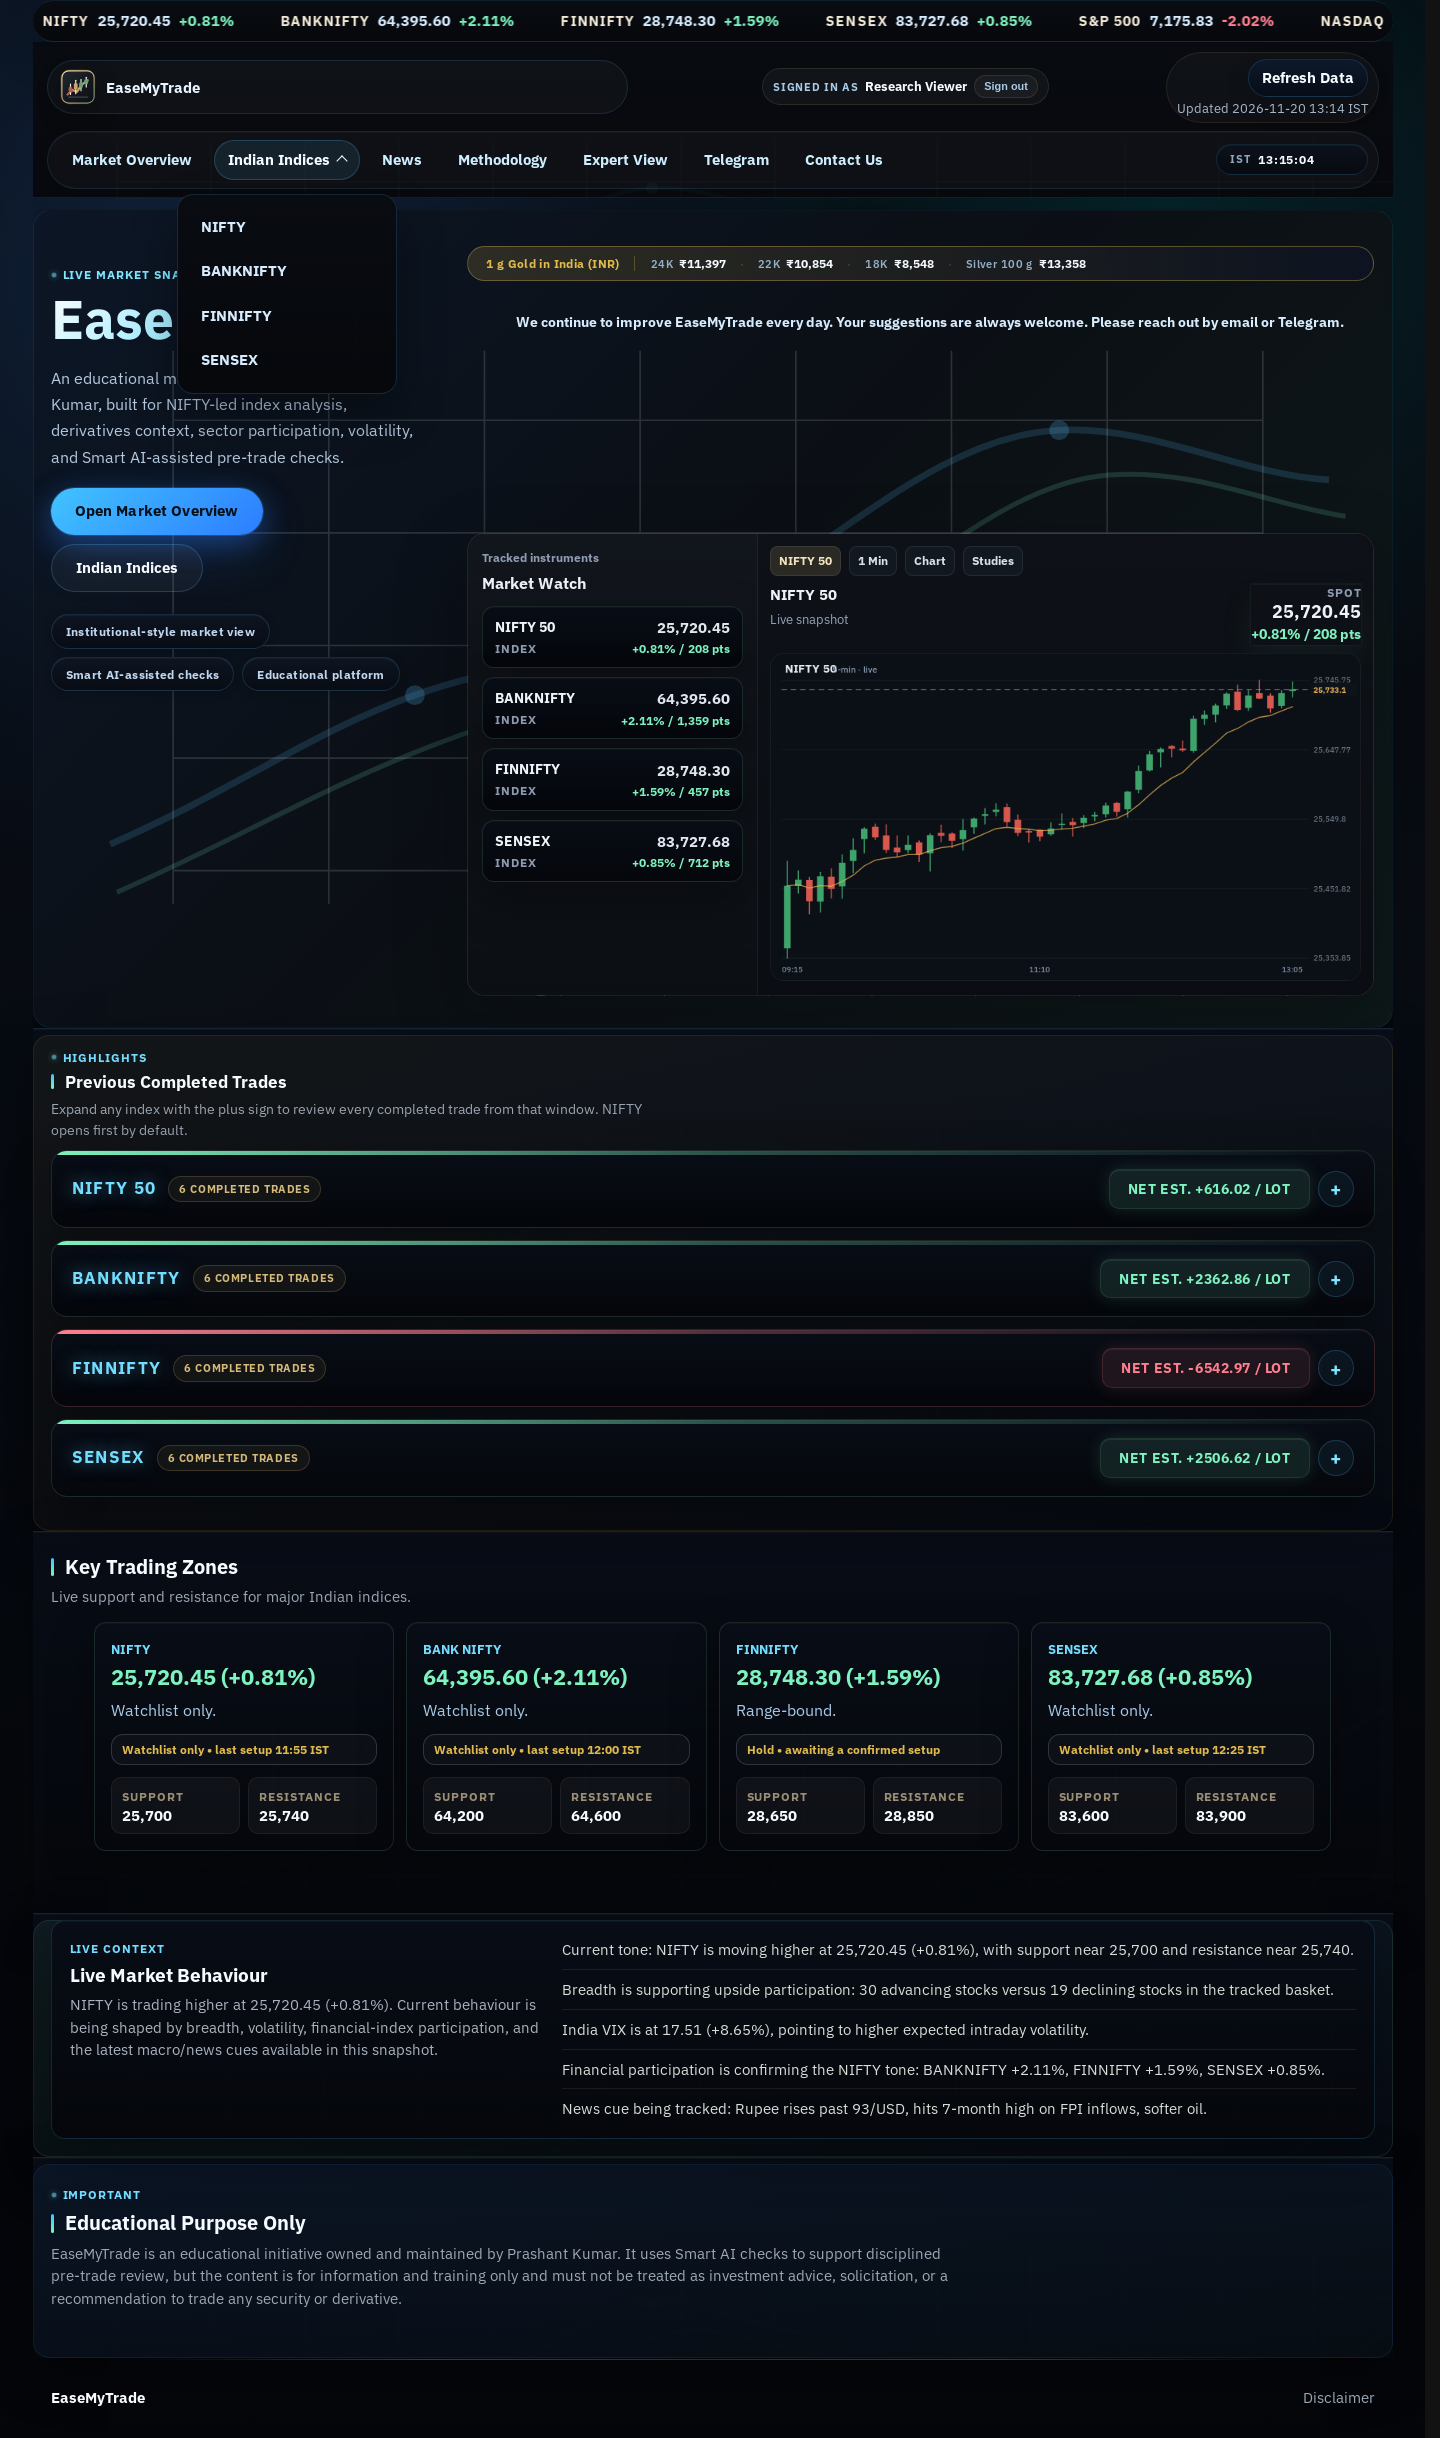 NIFTY 25,720.45 +0.81% BANKNIFTY 64,395.60 +2.11% FINNIFTY 28,748.30 +1.59% SENSEX 83,727.68 +0.85% S&P 500 7,175.83 -2.02% NASDAQ
EaseMyTrade
SIGNED IN AS Research Viewer Sign out
Refresh Data
Updated 2026-11-20 13:14 IST
Market Overview Indian Indices News Methodology Expert View Telegram Contact Us
IST 13:15:04
NIFTY
BANKNIFTY
FINNIFTY
SENSEX
LIVE MARKET SNA
Ease
An educational m
Kumar, built for NIFTY-led index analysis,
derivatives context, sector participation, volatility,
and Smart AI-assisted pre-trade checks.
Open Market Overview
Indian Indices
Institutional-style market view
Smart AI-assisted checks
Educational platform
1 g Gold in India (INR) 24K ₹11,397 · 22K ₹10,854 · 18K ₹8,548 · Silver 100 g ₹13,358
We continue to improve EaseMyTrade every day. Your suggestions are always welcome. Please reach out by email or Telegram.
Tracked instruments
Market Watch
NIFTY 50 25,720.45
INDEX +0.81% / 208 pts
BANKNIFTY 64,395.60
INDEX +2.11% / 1,359 pts
FINNIFTY 28,748.30
INDEX +1.59% / 457 pts
SENSEX 83,727.68
INDEX +0.85% / 712 pts
NIFTY 50 1 Min Chart Studies
NIFTY 50
Live snapshot
SPOT
25,720.45
+0.81% / 208 pts
NIFTY 50 -min · live
25,745.75
25,733.1
25,647.77
25,549.8
25,451.82
25,353.85
09:15 11:10 13:05
HIGHLIGHTS
Previous Completed Trades
Expand any index with the plus sign to review every completed trade from that window. NIFTY
opens first by default.
NIFTY 50 6 COMPLETED TRADES NET EST. +616.02 / LOT +
BANKNIFTY 6 COMPLETED TRADES NET EST. +2362.86 / LOT +
FINNIFTY 6 COMPLETED TRADES NET EST. -6542.97 / LOT +
SENSEX 6 COMPLETED TRADES NET EST. +2506.62 / LOT +
Key Trading Zones
Live support and resistance for major Indian indices.
NIFTY
25,720.45 (+0.81%)
Watchlist only.
Watchlist only • last setup 11:55 IST
SUPPORT RESISTANCE
25,700 25,740
BANK NIFTY
64,395.60 (+2.11%)
Watchlist only.
Watchlist only • last setup 12:00 IST
SUPPORT RESISTANCE
64,200 64,600
FINNIFTY
28,748.30 (+1.59%)
Range-bound.
Hold • awaiting a confirmed setup
SUPPORT RESISTANCE
28,650 28,850
SENSEX
83,727.68 (+0.85%)
Watchlist only.
Watchlist only • last setup 12:25 IST
SUPPORT RESISTANCE
83,600 83,900
LIVE CONTEXT
Live Market Behaviour
NIFTY is trading higher at 25,720.45 (+0.81%). Current behaviour is
being shaped by breadth, volatility, financial-index participation, and
the latest macro/news cues available in this snapshot.
Current tone: NIFTY is moving higher at 25,720.45 (+0.81%), with support near 25,700 and resistance near 25,740.
Breadth is supporting upside participation: 30 advancing stocks versus 19 declining stocks in the tracked basket.
India VIX is at 17.51 (+8.65%), pointing to higher expected intraday volatility.
Financial participation is confirming the NIFTY tone: BANKNIFTY +2.11%, FINNIFTY +1.59%, SENSEX +0.85%.
News cue being tracked: Rupee rises past 93/USD, hits 7-month high on FPI inflows, softer oil.
IMPORTANT
Educational Purpose Only
EaseMyTrade is an educational initiative owned and maintained by Prashant Kumar. It uses Smart AI checks to support disciplined
pre-trade review, but the content is for information and training only and must not be treated as investment advice, solicitation, or a
recommendation to trade any security or derivative.
EaseMyTrade
Disclaimer